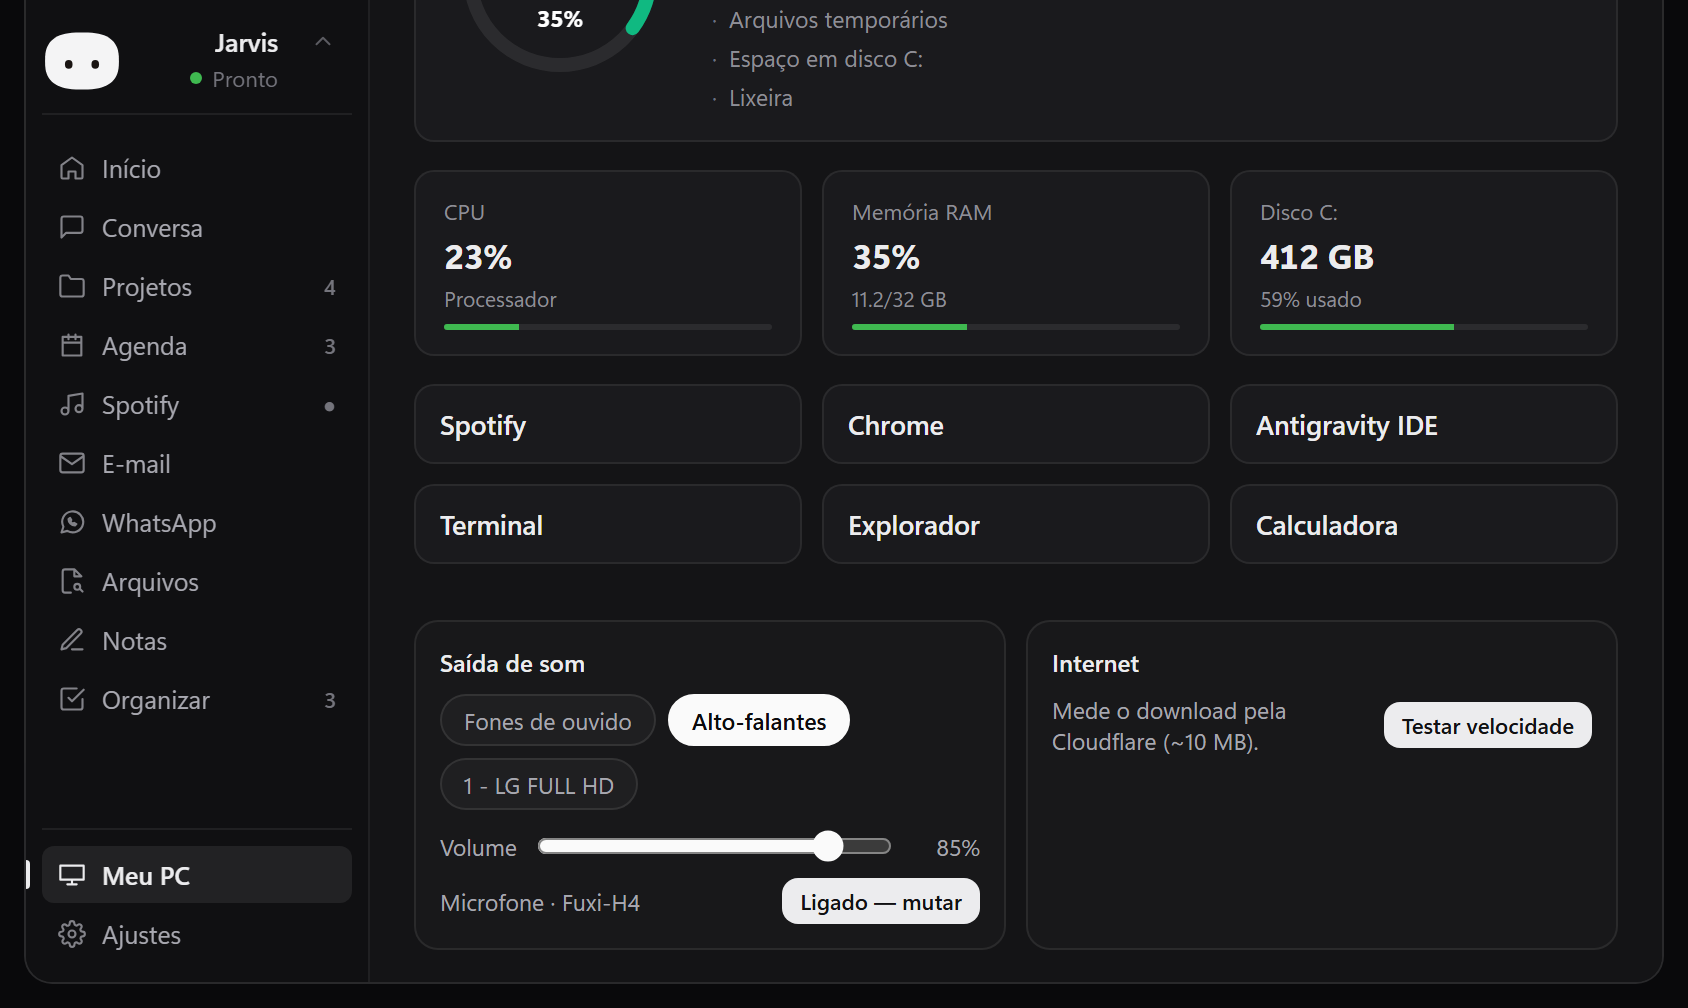 Jarvis
Pronto
Início
Conversa
Projetos 4
Agenda 3
Spotify
E-mail
WhatsApp
Arquivos
Notas
Organizar 3
Meu PC
Ajustes
35%
· Arquivos temporários
· Espaço em disco C:
· Lixeira
CPU
23%
Processador
Memória RAM
35%
11.2/32 GB
Disco C:
412 GB
59% usado
Spotify
Chrome
Antigravity IDE
Terminal
Explorador
Calculadora
Saída de som
Fones de ouvido
Alto-falantes
1 - LG FULL HD
Volume 85%
Microfone · Fuxi-H4
Ligado — mutar
Internet
Mede o download pela
Cloudflare (~10 MB).
Testar velocidade